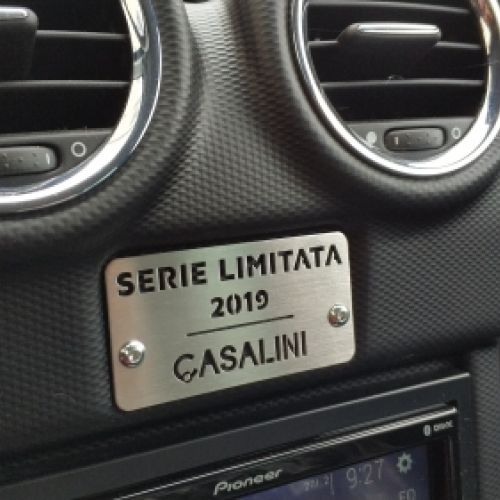 SERIE LIMITATA
2019
CASALINI
Pioneer
9:27